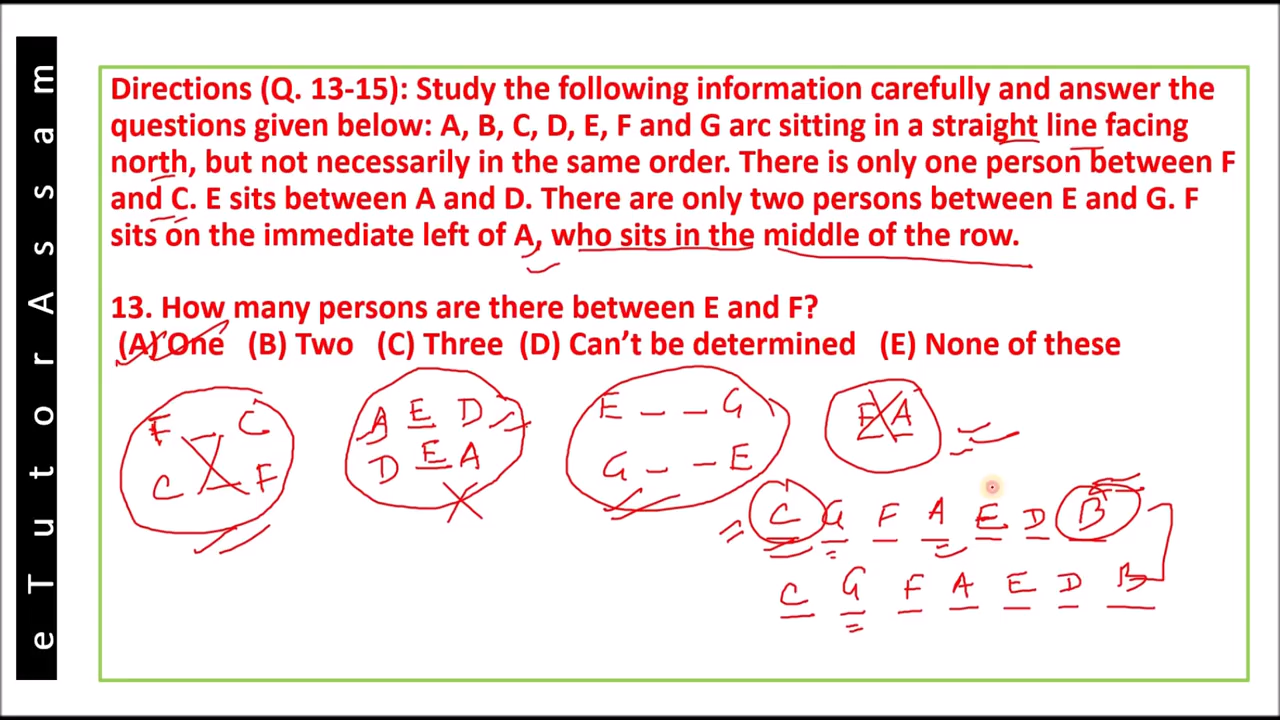 eTutorAssam
Directions (Q. 13-15): Study the following information carefully and answer the
questions given below: A, B, C, D, E, F and G arc sitting in a straight line facing
north, but not necessarily in the same order. There is only one person between F
and C. E sits between A and D. There are only two persons between E and G. F
sits on the immediate left of A, who sits in the middle of the row.
13. How many persons are there between E and F?
(A) One (B) Two (C) Three (D) Can't be determined (E) None of these
F _ C
C _ F
A E D
D E A
E _ _ G
G _ _ E
F A
C G F A E D B
C G F A E D B